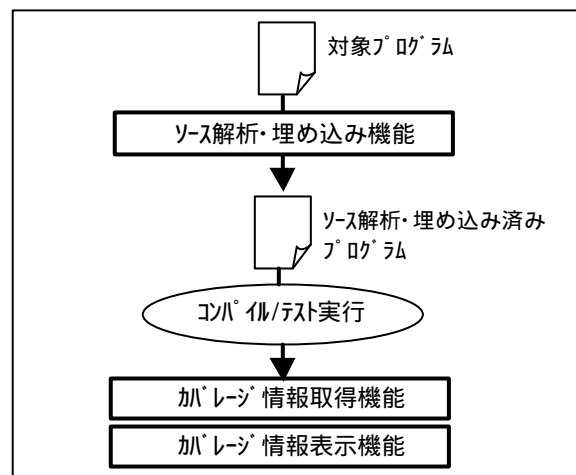 対象ﾌﾟﾛｸﾞﾗﾑ
ｿｰｽ解析・埋め込み機能
ｿｰｽ解析・埋め込み済み
ﾌﾟﾛｸﾞﾗﾑ
ｺﾝﾊﾟｲﾙ/ﾃｽﾄ実行
ｶﾊﾞﾚｰｼﾞ情報取得機能
ｶﾊﾞﾚｰｼﾞ情報表示機能